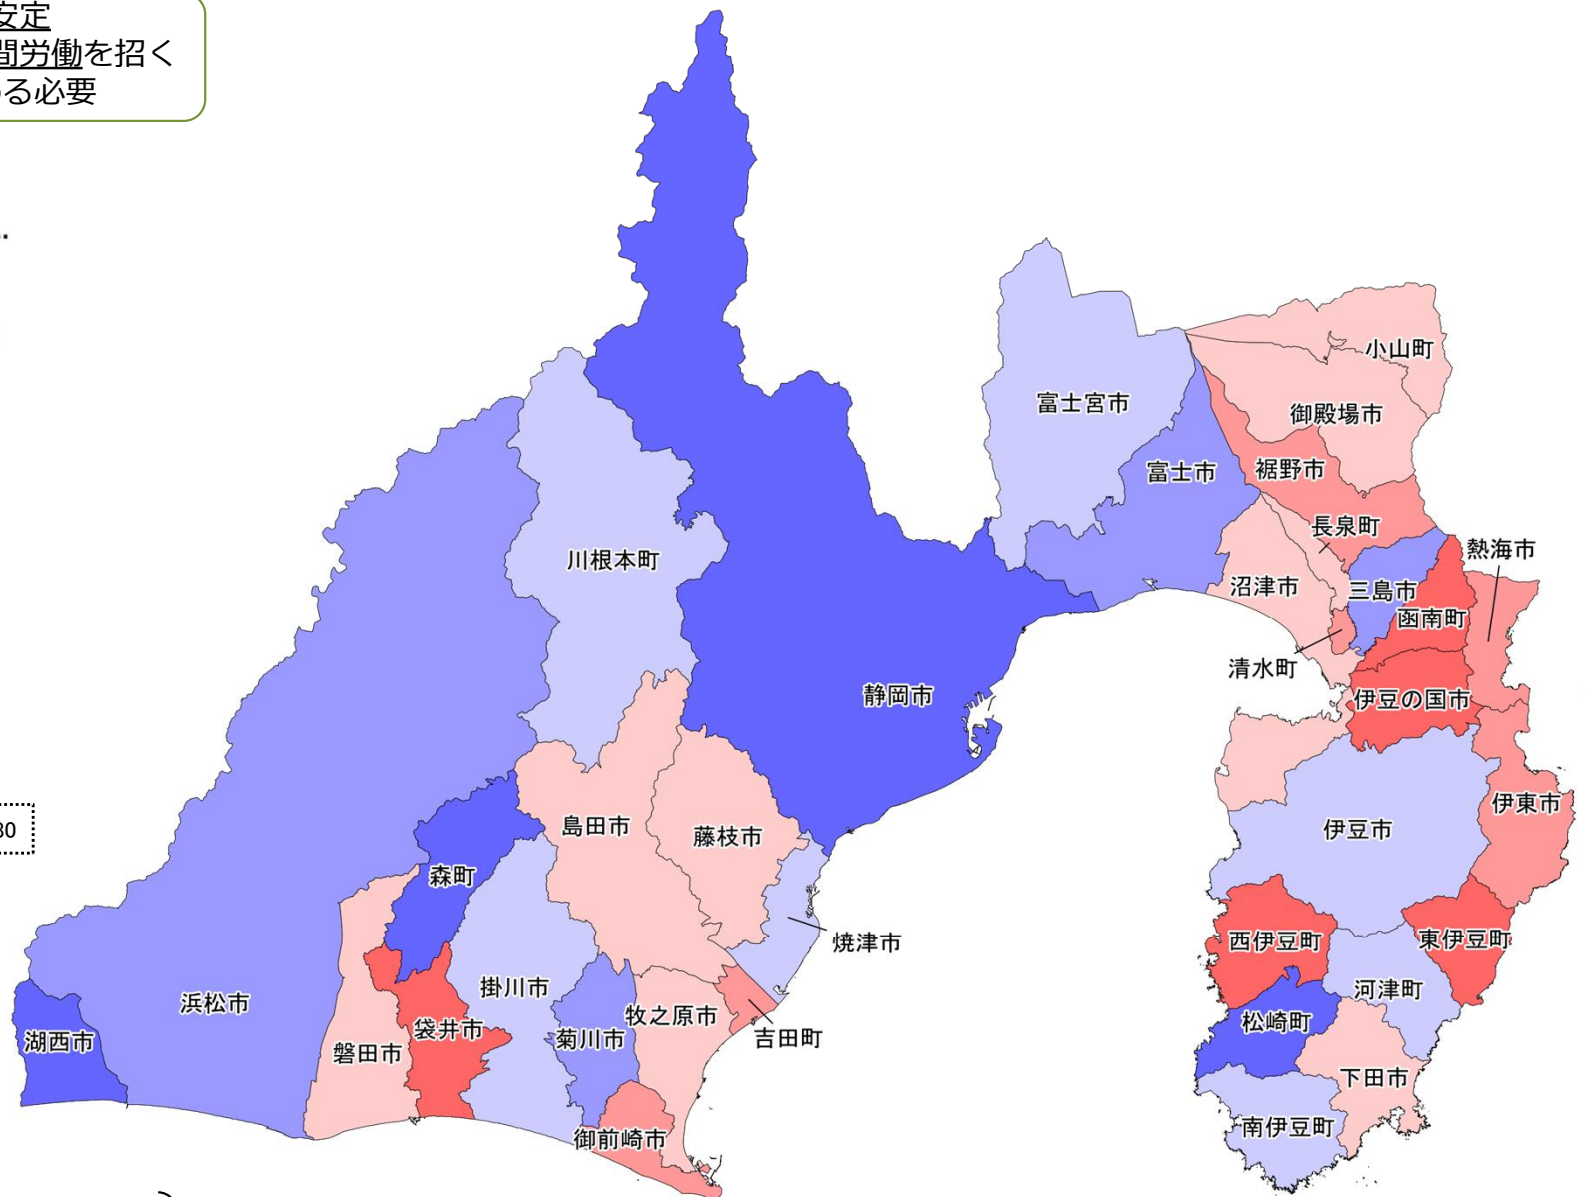 安定
間労働を招く
る必要
30
小山町
富士宮市
御殿場市
富士市
裾野市
長泉町
熱海市
川根本町
沼津市
三島市
函南町
清水町
静岡市
伊豆の国市
伊東市
島田市
藤枝市
伊豆市
森町
焼津市
西伊豆町
東伊豆町
掛川市
河津町
浜松市
牧之原市
松崎町
袋井市
菊川市
吉田町
湖西市
磐田市
下田市
南伊豆町
御前崎市